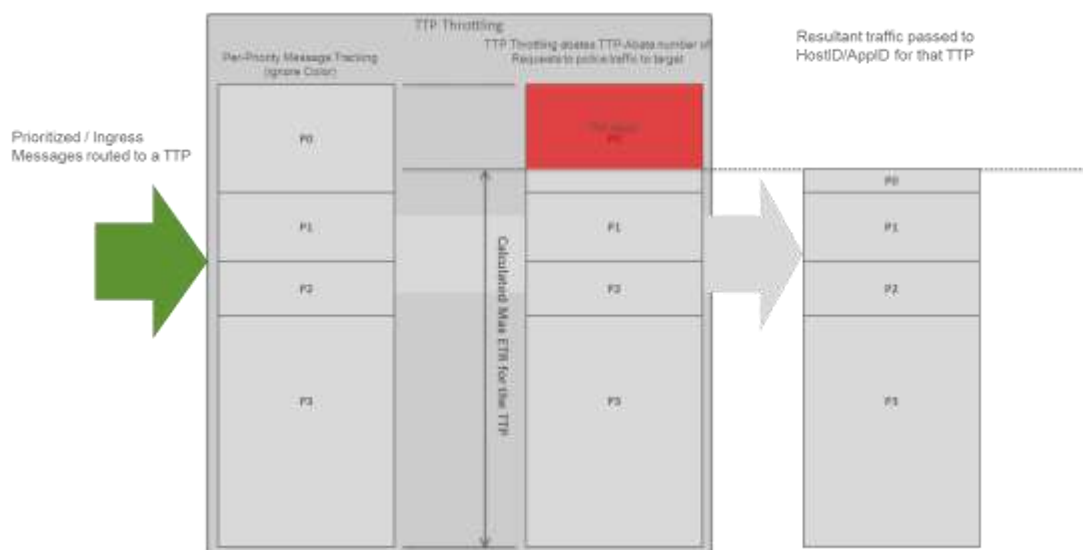 TTP Throttling
Per-Priority Message Tracking
(Ignore Color)
TTP Throttling abates TTP-Abate number of
Requests to police traffic to target
Resultant traffic passed to
HostID/AppID for that TTP
Prioritized / Ingress
Messages routed to a TTP
P0
P1
P2
P3
Calculated Max ETR for the TTP
P0
P1
P2
P3
P0
P1
P2
P3